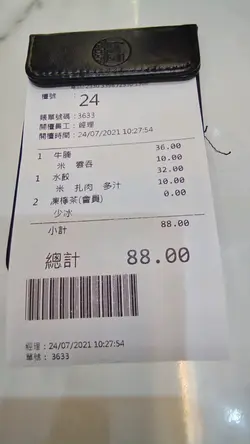 檯號 24
賬單號碼：3633
開檯員工：經理
開檯時間：24/07/2021 10:27:54
1 牛腩 36.00
米 雲吞 10.00
1 水餃 32.00
米 扎肉 多汁 10.00
2 凍檸茶(會員) 0.00
少冰
小計 88.00
總計 88.00
經理：24/07/2021 10:27:54
單號： 3633